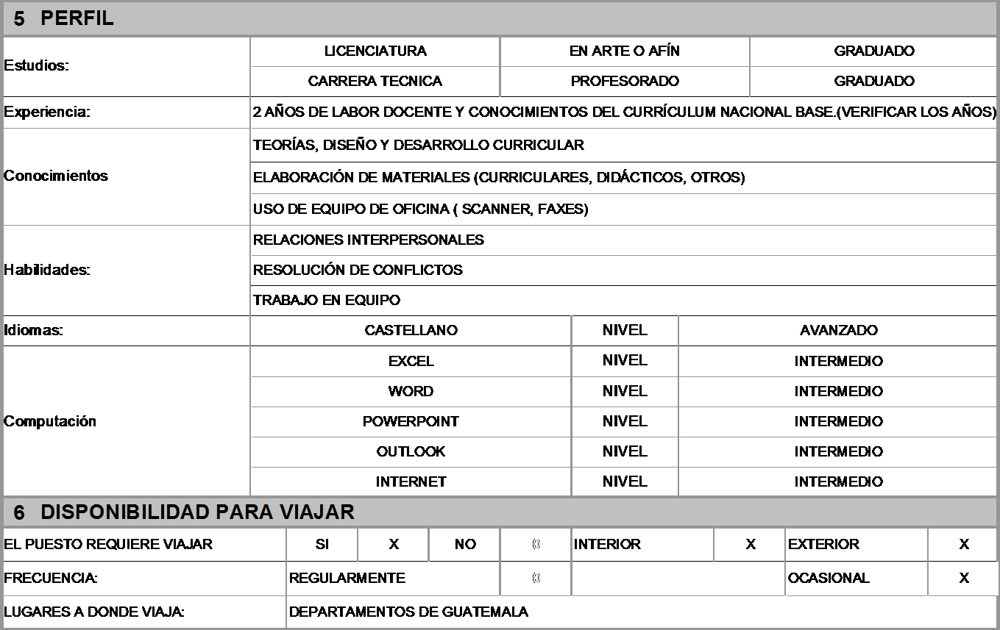 5 PERFIL
Estudios: LICENCIATURA EN ARTE O AFÍN GRADUADO
CARRERA TECNICA PROFESORADO GRADUADO
Experiencia: 2 AÑOS DE LABOR DOCENTE Y CONOCIMIENTOS DEL CURRÍCULUM NACIONAL BASE.(VERIFICAR LOS AÑOS)
Conocimientos
TEORÍAS, DISEÑO Y DESARROLLO CURRICULAR
ELABORACIÓN DE MATERIALES (CURRICULARES, DIDÁCTICOS, OTROS)
USO DE EQUIPO DE OFICINA ( SCANNER, FAXES)
Habilidades:
RELACIONES INTERPERSONALES
RESOLUCIÓN DE CONFLICTOS
TRABAJO EN EQUIPO
Idiomas: CASTELLANO NIVEL AVANZADO
Computación
EXCEL NIVEL INTERMEDIO
WORD NIVEL INTERMEDIO
POWERPOINT NIVEL INTERMEDIO
OUTLOOK NIVEL INTERMEDIO
INTERNET NIVEL INTERMEDIO
6 DISPONIBILIDAD PARA VIAJAR
EL PUESTO REQUIERE VIAJAR SI X NO 0 INTERIOR X EXTERIOR X
FRECUENCIA: REGULARMENTE 0 OCASIONAL X
LUGARES A DONDE VIAJA: DEPARTAMENTOS DE GUATEMALA